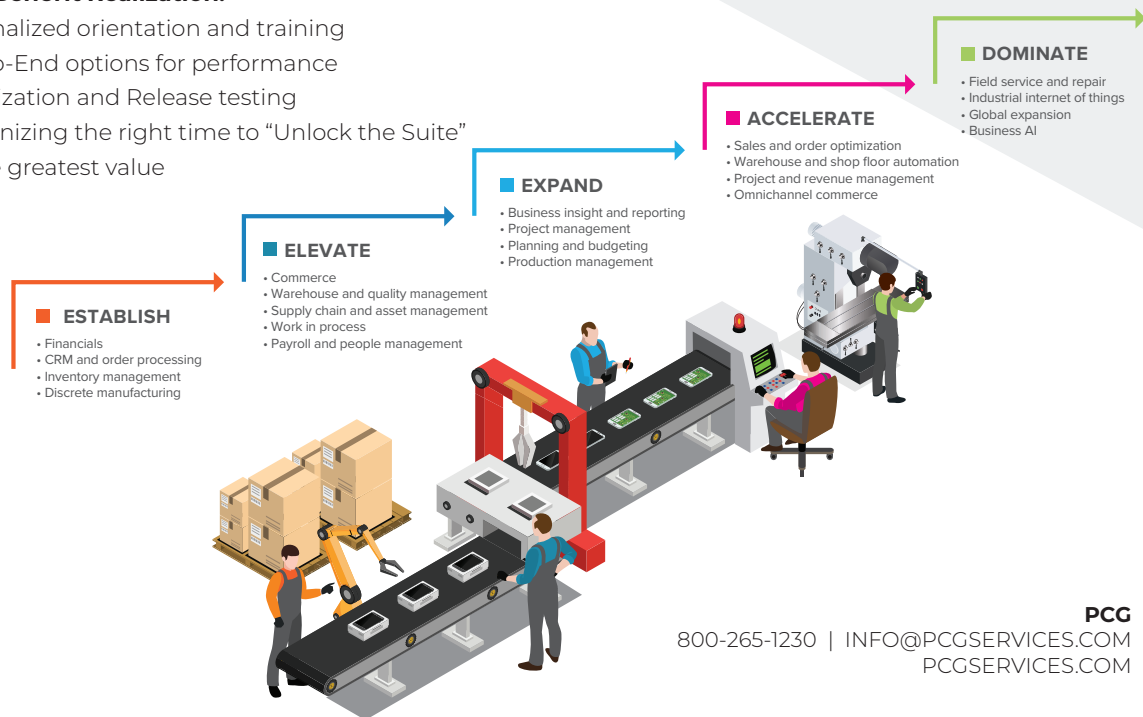 nalized orientation and training
o-End options for performance
ization and Release testing
nizing the right time to “Unlock the Suite”
greatest value
DOMINATE
• Field service and repair
• Industrial internet of things
• Global expansion
• Business AI
ACCELERATE
• Sales and order optimization
• Warehouse and shop floor automation
• Project and revenue management
• Omnichannel commerce
EXPAND
• Business insight and reporting
• Project management
• Planning and budgeting
• Production management
ELEVATE
• Commerce
• Warehouse and quality management
• Supply chain and asset management
• Work in process
• Payroll and people management
ESTABLISH
• Financials
• CRM and order processing
• Inventory management
• Discrete manufacturing
PCG
800-265-1230 | INFO@PCGSERVICES.COM
PCGSERVICES.COM